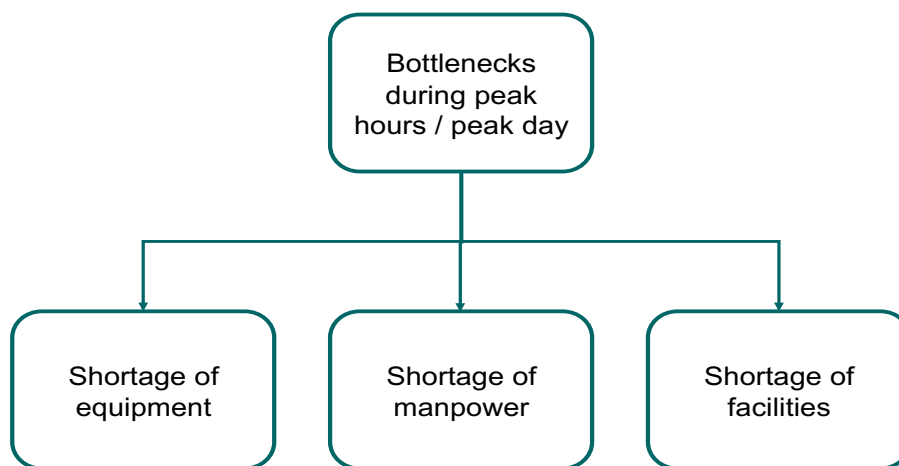 Bottlenecks
during peak
hours / peak day
Shortage of
equipment
Shortage of
manpower
Shortage of
facilities